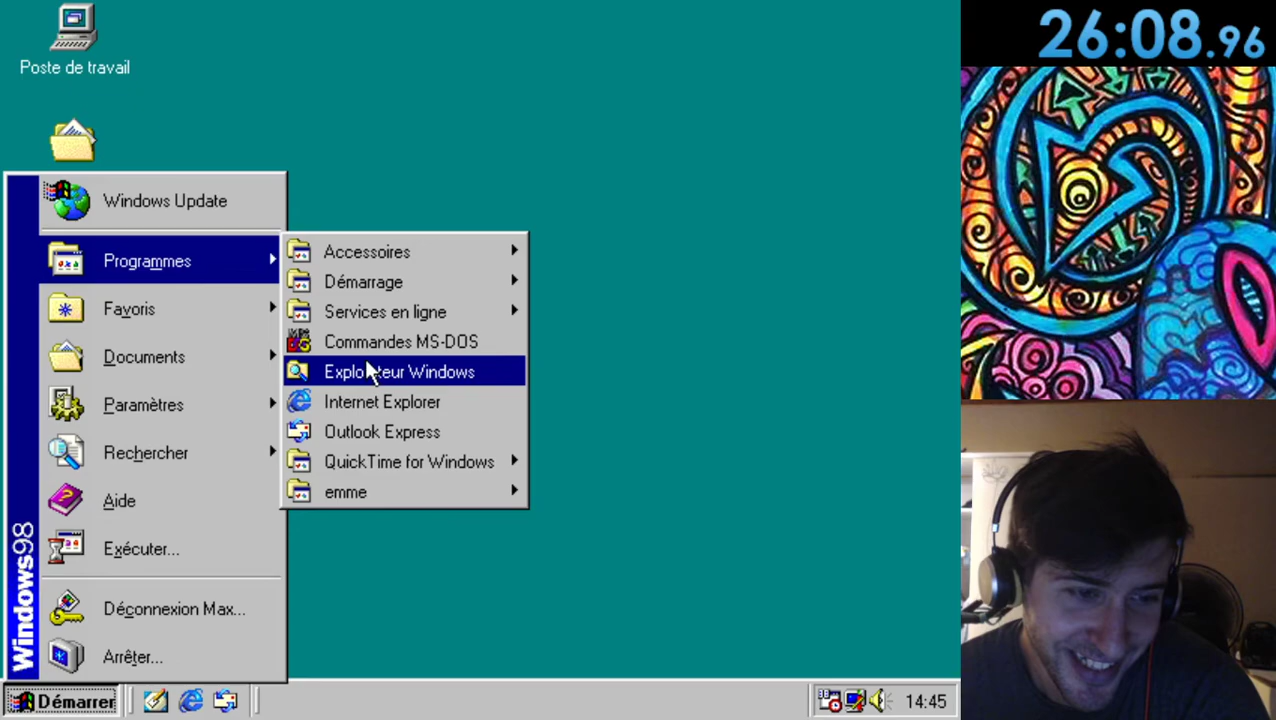 26:08.96
Poste de travail
Windows Update
Programmes
Favoris
Documents
Paramètres
Rechercher
Aide
Exécuter...
Déconnexion Max...
Arrêter...
Windows98
Accessoires
Démarrage
Services en ligne
Commandes MS-DOS
Explorateur Windows
Internet Explorer
Outlook Express
QuickTime for Windows
emme
Démarrer
14:45